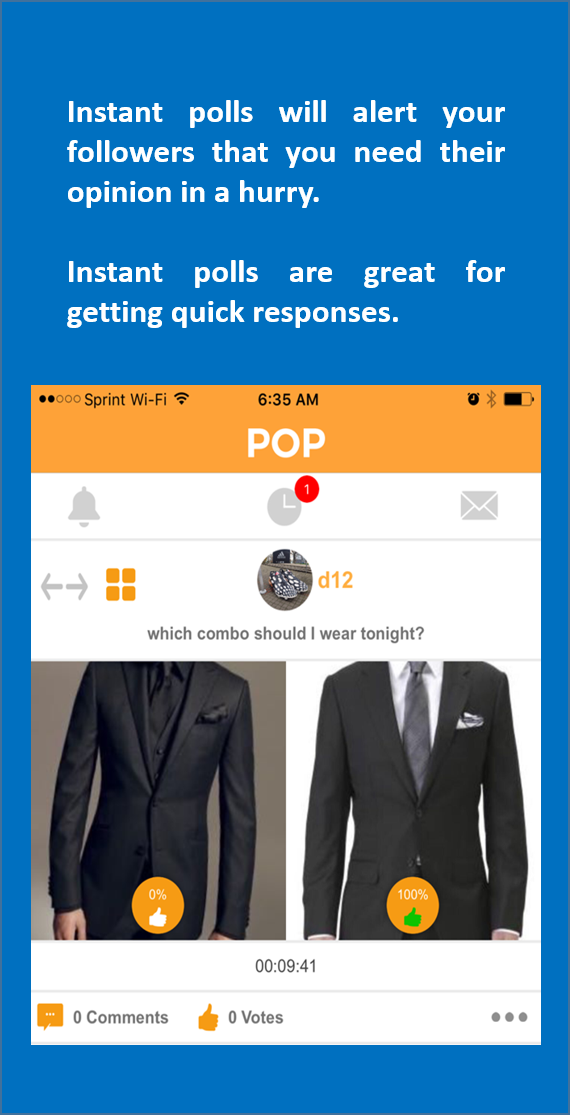 Instant polls will alert your
followers that you need their
opinion in a hurry.
Instant polls are great for
getting quick responses.
Sprint Wi-Fi 6:35 AM
POP
1
d12
which combo should I wear tonight?
0% 100%
00:09:41
0 Comments 0 Votes